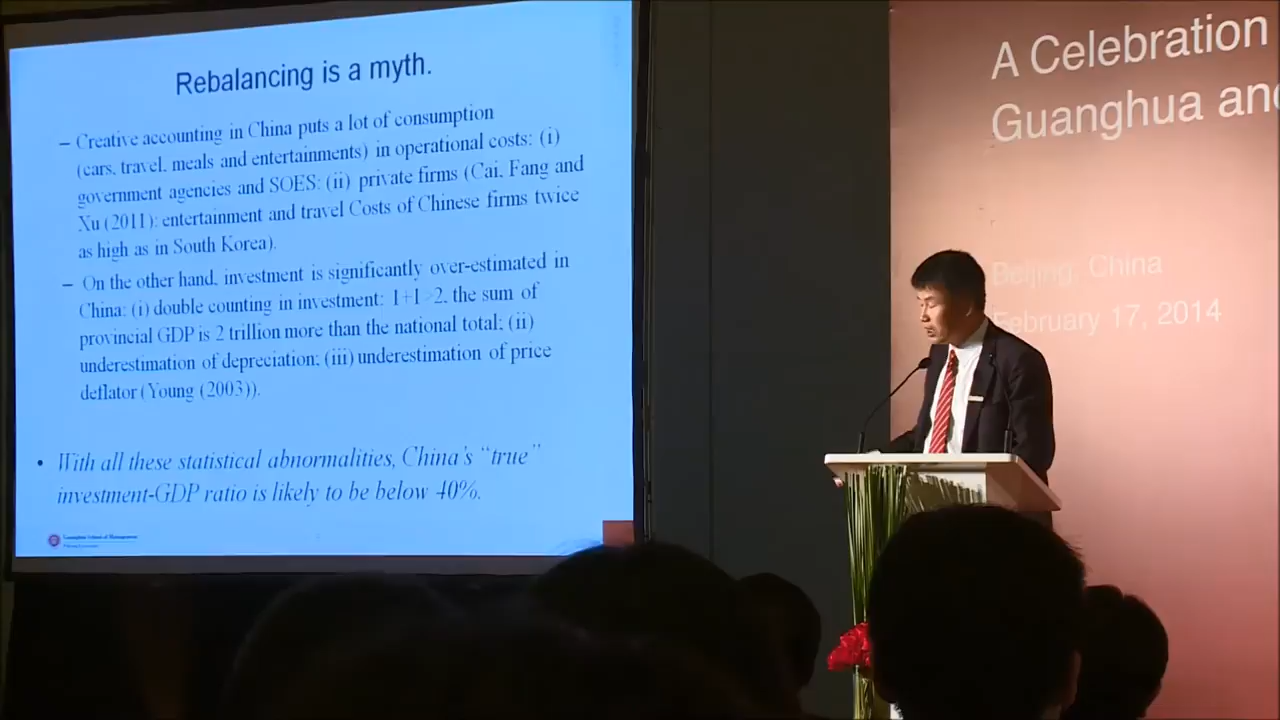 Rebalancing is a myth.
– Creative accounting in China puts a lot of consumption
(cars, travel, meals and entertainments) in operational costs: (i)
government agencies and SOES; (ii) private firms (Cai, Fang and
Xu (2011): entertainment and travel Costs of Chinese firms twice
as high as in South Korea).
– On the other hand, investment is significantly over-estimated in
China: (i) double counting in investment: 1+1>2, the sum of
provincial GDP is 2 trillion more than the national total; (ii)
underestimation of depreciation; (iii) underestimation of price
deflator (Young (2003)).
• With all these statistical abnormalities, China's “true”
investment-GDP ratio is likely to be below 40%.
Guanghua School of Management
A Celebration
Guanghua and
Beijing, China
February 17, 2014